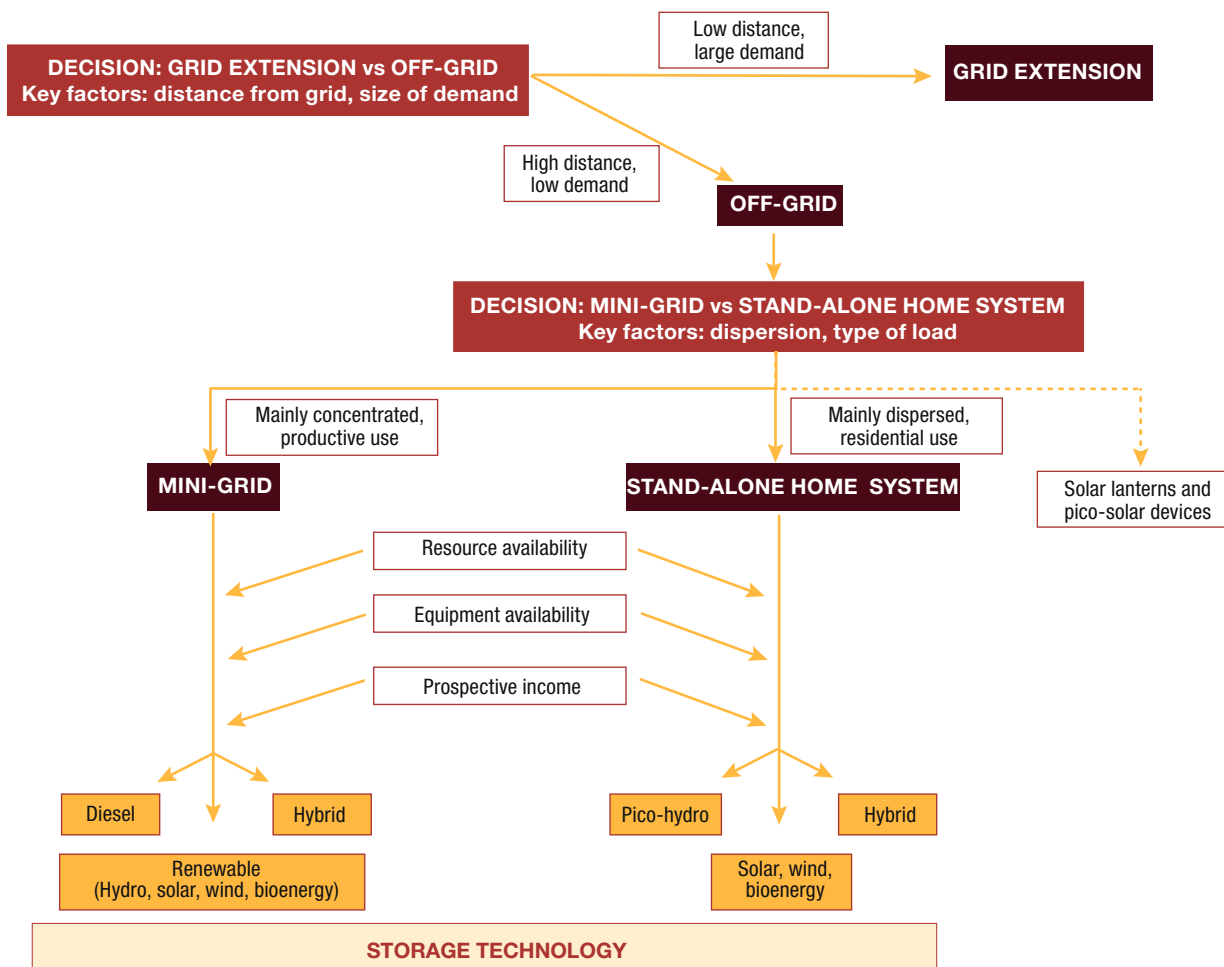 Low distance,
large demand
DECISION: GRID EXTENSION vs OFF-GRID
Key factors: distance from grid, size of demand
GRID EXTENSION
High distance,
low demand
OFF-GRID
DECISION: MINI-GRID vs STAND-ALONE HOME SYSTEM
Key factors: dispersion, type of load
Mainly concentrated,
productive use
Mainly dispersed,
residential use
MINI-GRID
STAND-ALONE HOME SYSTEM
Solar lanterns and
pico-solar devices
Resource availability
Equipment availability
Prospective income
Diesel
Hybrid
Pico-hydro
Hybrid
Renewable
(Hydro, solar, wind, bioenergy)
Solar, wind,
bioenergy
STORAGE TECHNOLOGY